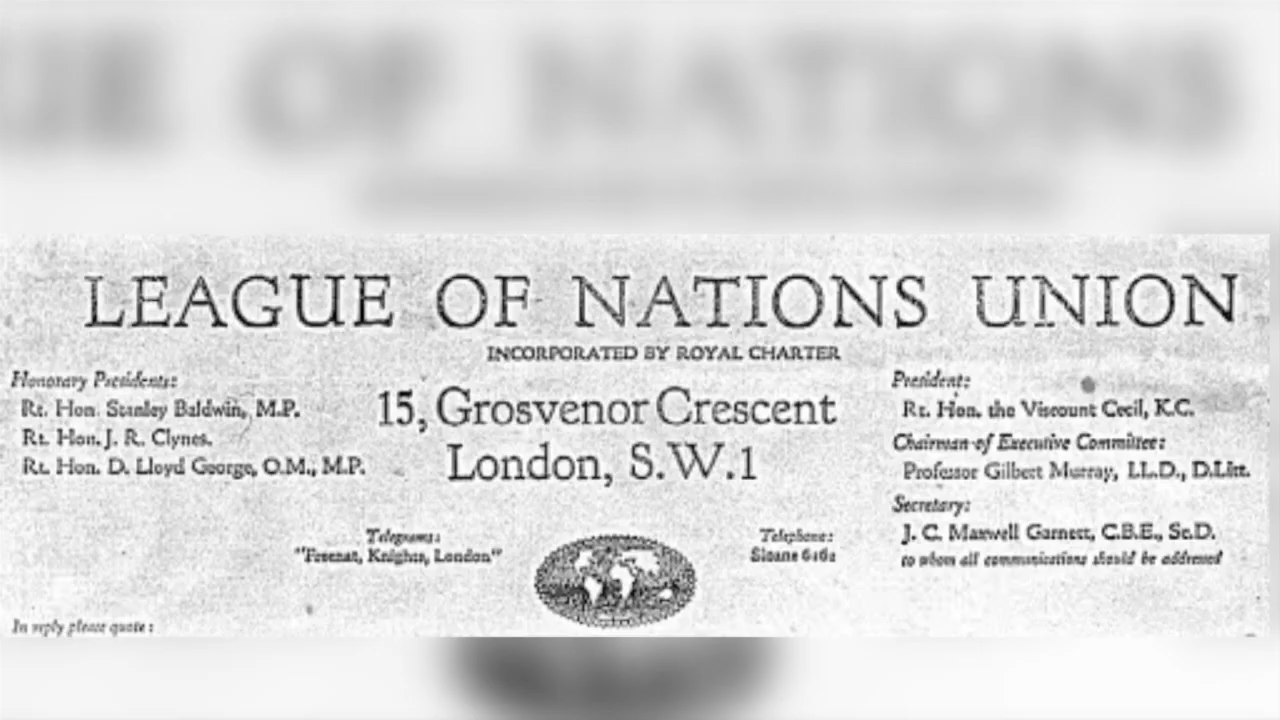 LEAGUE OF NATIONS UNION
INCORPORATED BY ROYAL CHARTER
Honorary Presidents:
Rt. Hon. Stanley Baldwin, M.P.
Rt. Hon. J. R. Clynes.
Rt. Hon. D. Lloyd George, O.M., M.P.
15, Grosvenor Crescent
London, S.W.1
President:
Rt. Hon. the Viscount Cecil, K.C.
Chairman of Executive Committee:
Professor Gilbert Murray, LL.D., D.Litt.
Secretary:
J. C. Maxwell Garnett, C.B.E., Sc.D.
to whom all communications should be addressed
Telegrams:
"Freenat, Knights, London"
Telephone:
Sloane 6161
In reply please quote: